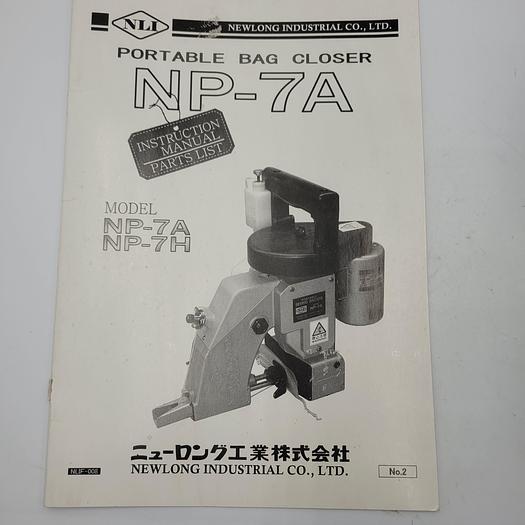 NLI
NEWLONG INDUSTRIAL CO., LTD.
PORTABLE BAG CLOSER
NP-7A
INSTRUCTION
MANUAL
PARTS LIST
MODEL
NP-7A
NP-7H
ニューロング工業株式会社
NEWLONG INDUSTRIAL CO., LTD.
NLIF-008
No.2